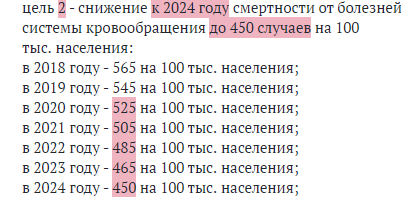 цель 2 - снижение к 2024 году смертности от болезней
системы кровообращения до 450 случаев на 100
тыс. населения:
в 2018 году - 565 на 100 тыс. населения;
в 2019 году - 545 на 100 тыс. населения;
в 2020 году - 525 на 100 тыс. населения;
в 2021 году - 505 на 100 тыс. населения;
в 2022 году - 485 на 100 тыс. населения;
в 2023 году - 465 на 100 тыс. населения;
в 2024 году - 450 на 100 тыс. населения;